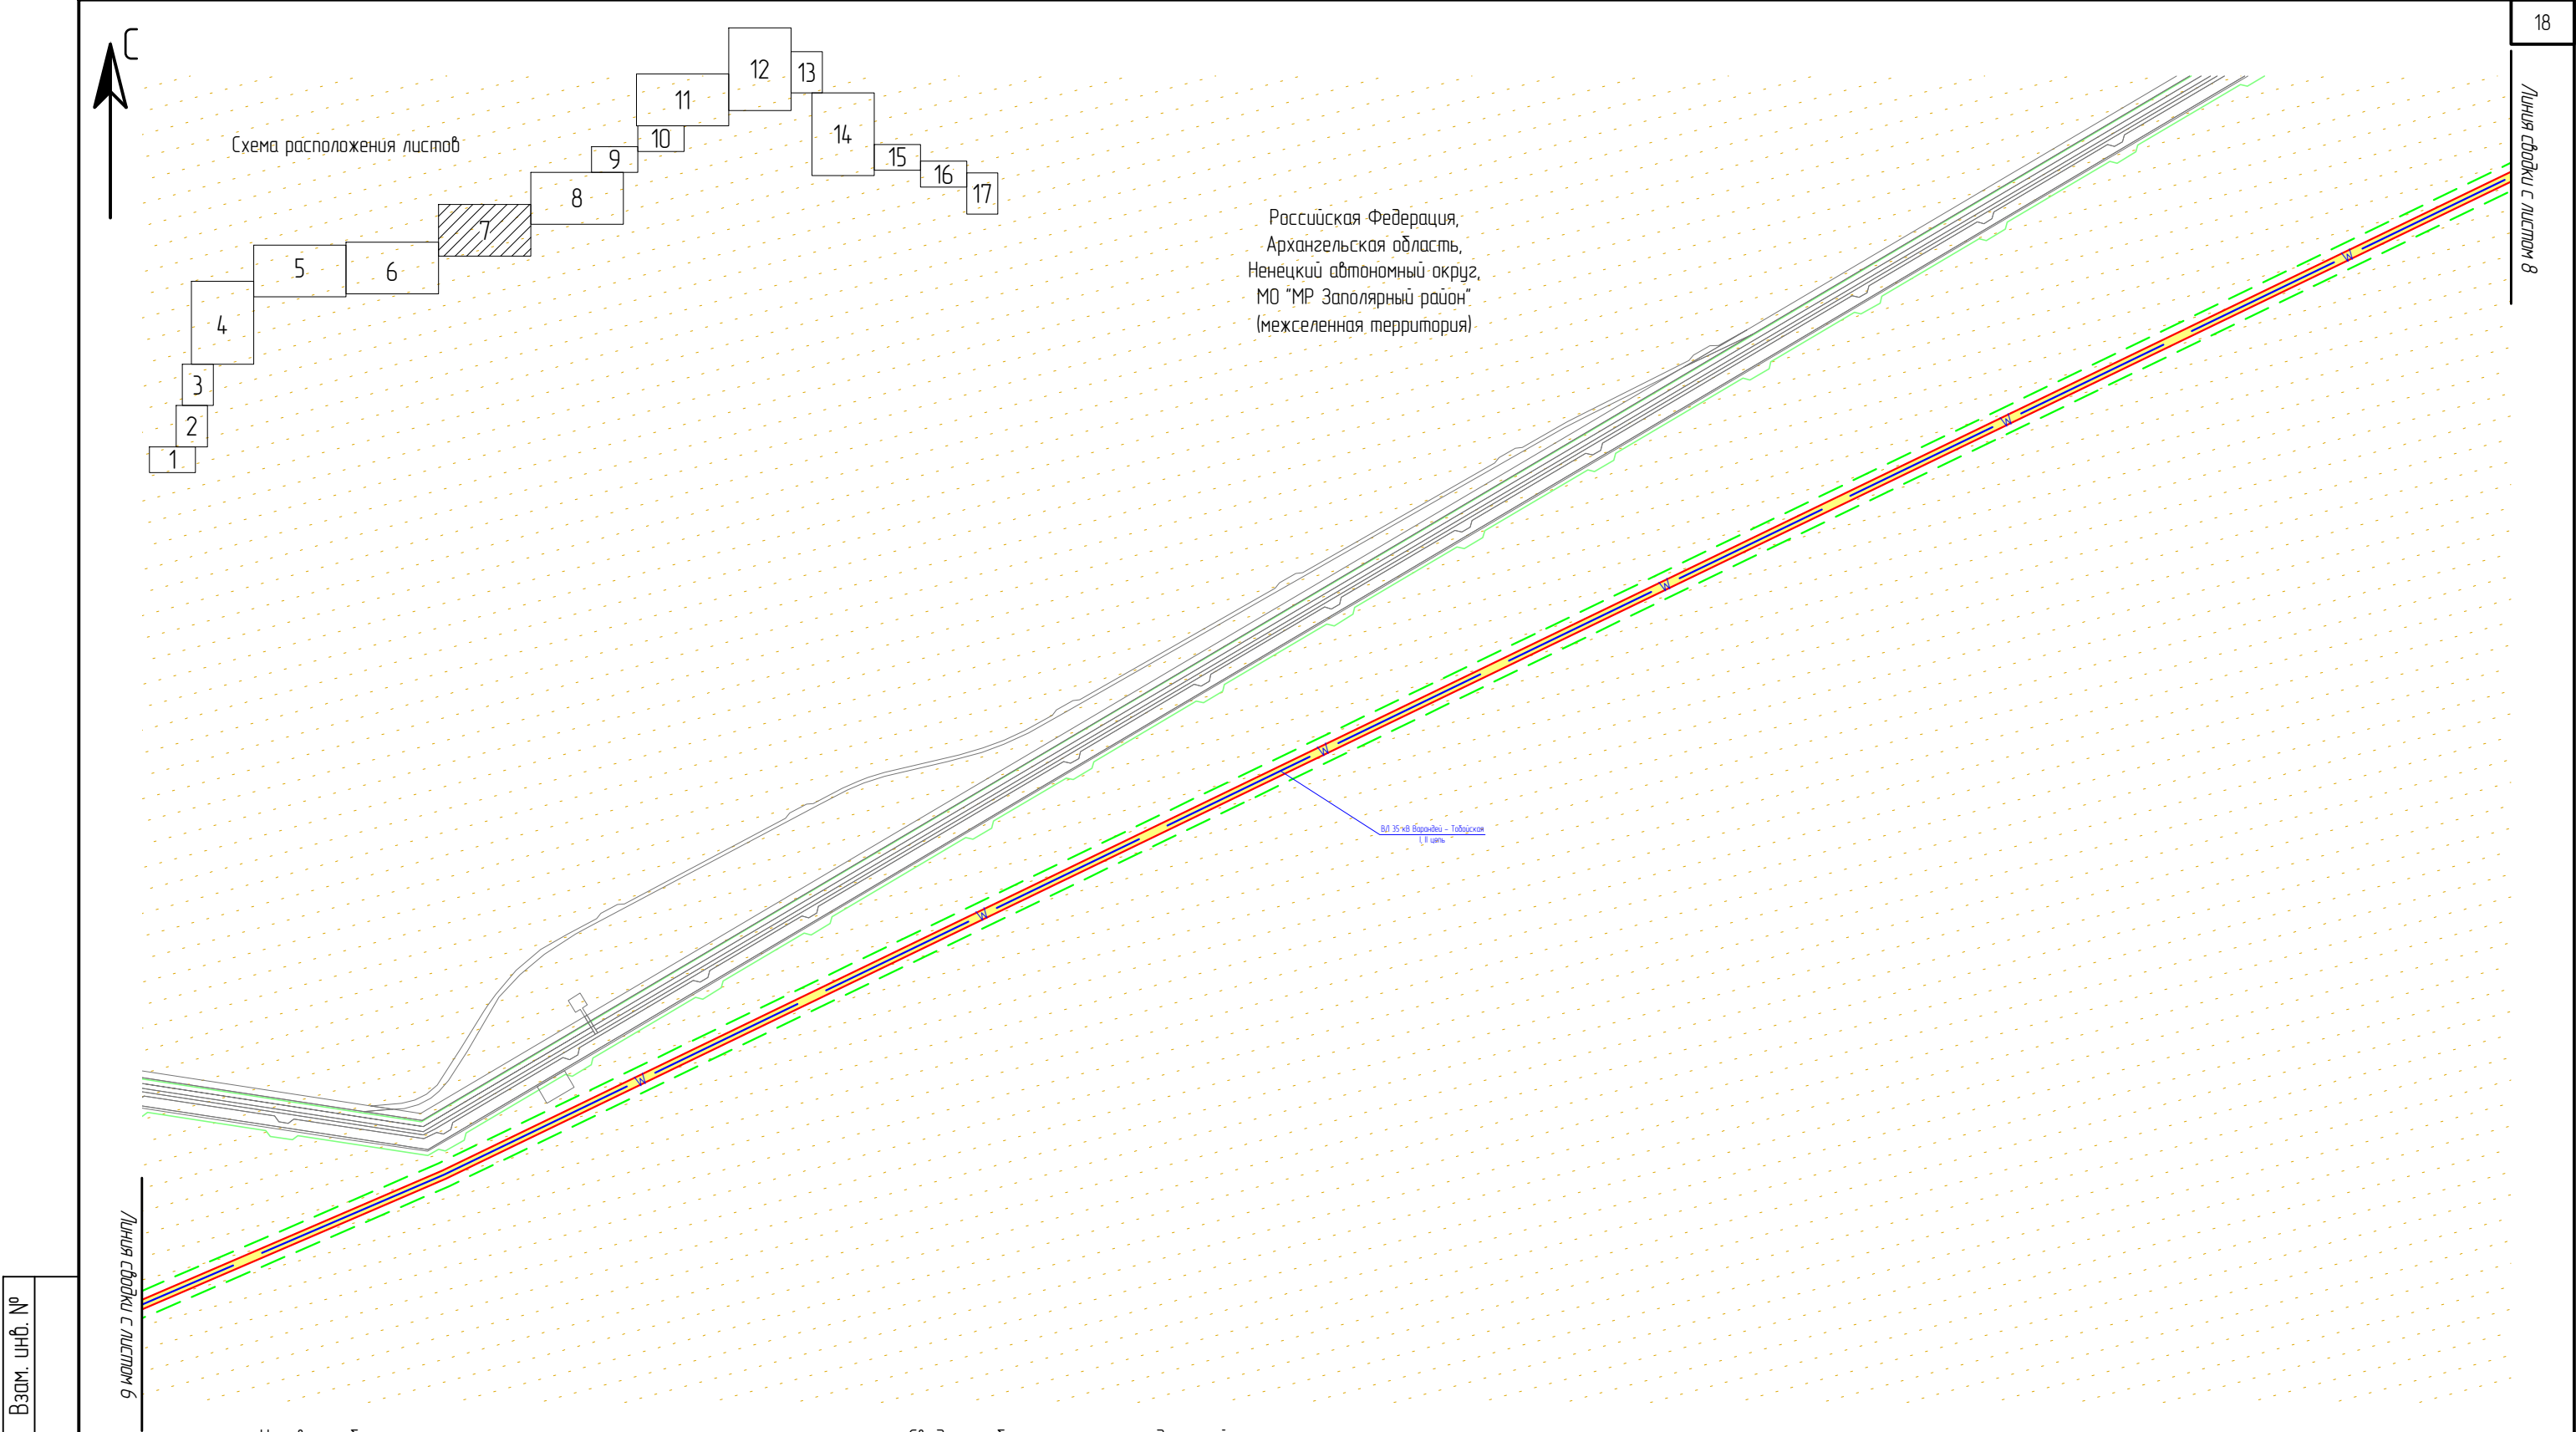 18
С
Схема расположения листов
12
13
11
10
14
9
15
8
16
17
7
5
6
4
3
2
1
Российская Федерация,
Архангельская область,
Ненецкий автономный округ,
МО "МР Заполярный район"
(межселенная территория)
Линия сводки с листом 8
W
W
W
W
W
W
ВЛ 35 кВ Варандей - Тобойская
I, II цепь
Линия сводки с листом 6
Взам. инв. №